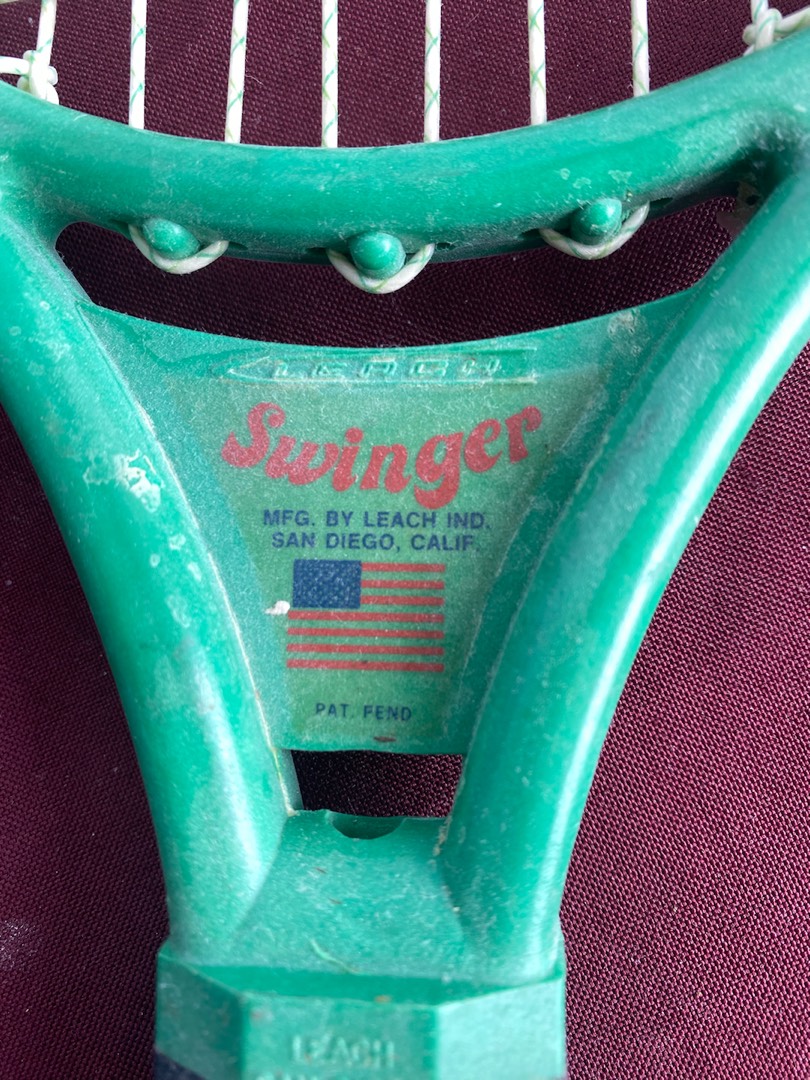 LEACH
Swinger
MFG. BY LEACH IND.
SAN DIEGO, CALIF.
PAT. PEND
LEACH